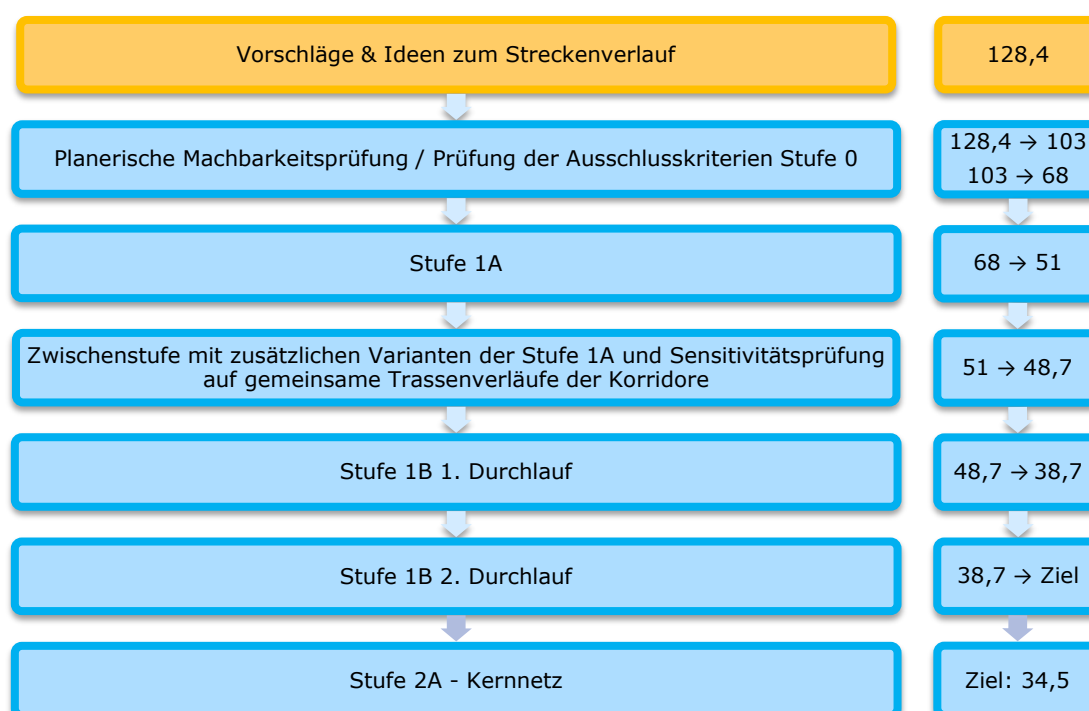 Vorschläge & Ideen zum Streckenverlauf
128,4
Planerische Machbarkeitsprüfung / Prüfung der Ausschlusskriterien Stufe 0
128,4 → 103
103 → 68
Stufe 1A
68 → 51
Zwischenstufe mit zusätzlichen Varianten der Stufe 1A und Sensitivitätsprüfung
auf gemeinsame Trassenverläufe der Korridore
51 → 48,7
Stufe 1B 1. Durchlauf
48,7 → 38,7
Stufe 1B 2. Durchlauf
38,7 → Ziel
Stufe 2A - Kernnetz
Ziel: 34,5